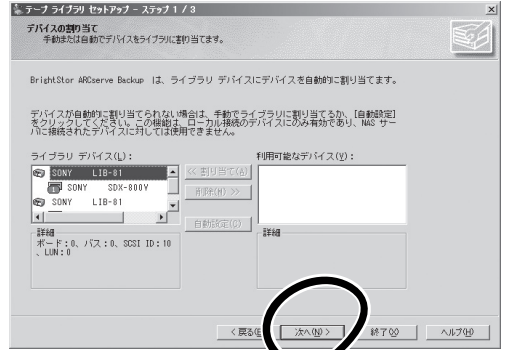 テープ ライブラリ セットアップ - ステップ 1 / 3
デバイスの割り当て
手動または自動でデバイスをライブラリに割り当てます。
BrightStor ARCserve Backup は、ライブラリ デバイスにデバイスを自動的に割り当てます。
デバイスが自動的に割り当てられない場合は、手動でライブラリに割り当てるか、[自動設定]
をクリックしてください。この機能は、ローカル接続のデバイスにのみ有効であり、NAS サー
バに接続されたデバイスに対しては使用できません。
ライブラリ デバイス(L):
利用可能なデバイス(Y):
SONY LIB-81
SONY SDX-800V
SONY LIB-81
<< 割り当て(A)
削除(M) >>
自動設定(C)
詳細
ボード:0、バス:0、SCSI ID:10
、LUN:0
詳細
< 戻る(B)
次へ(N) >
終了(X)
ヘルプ(H)